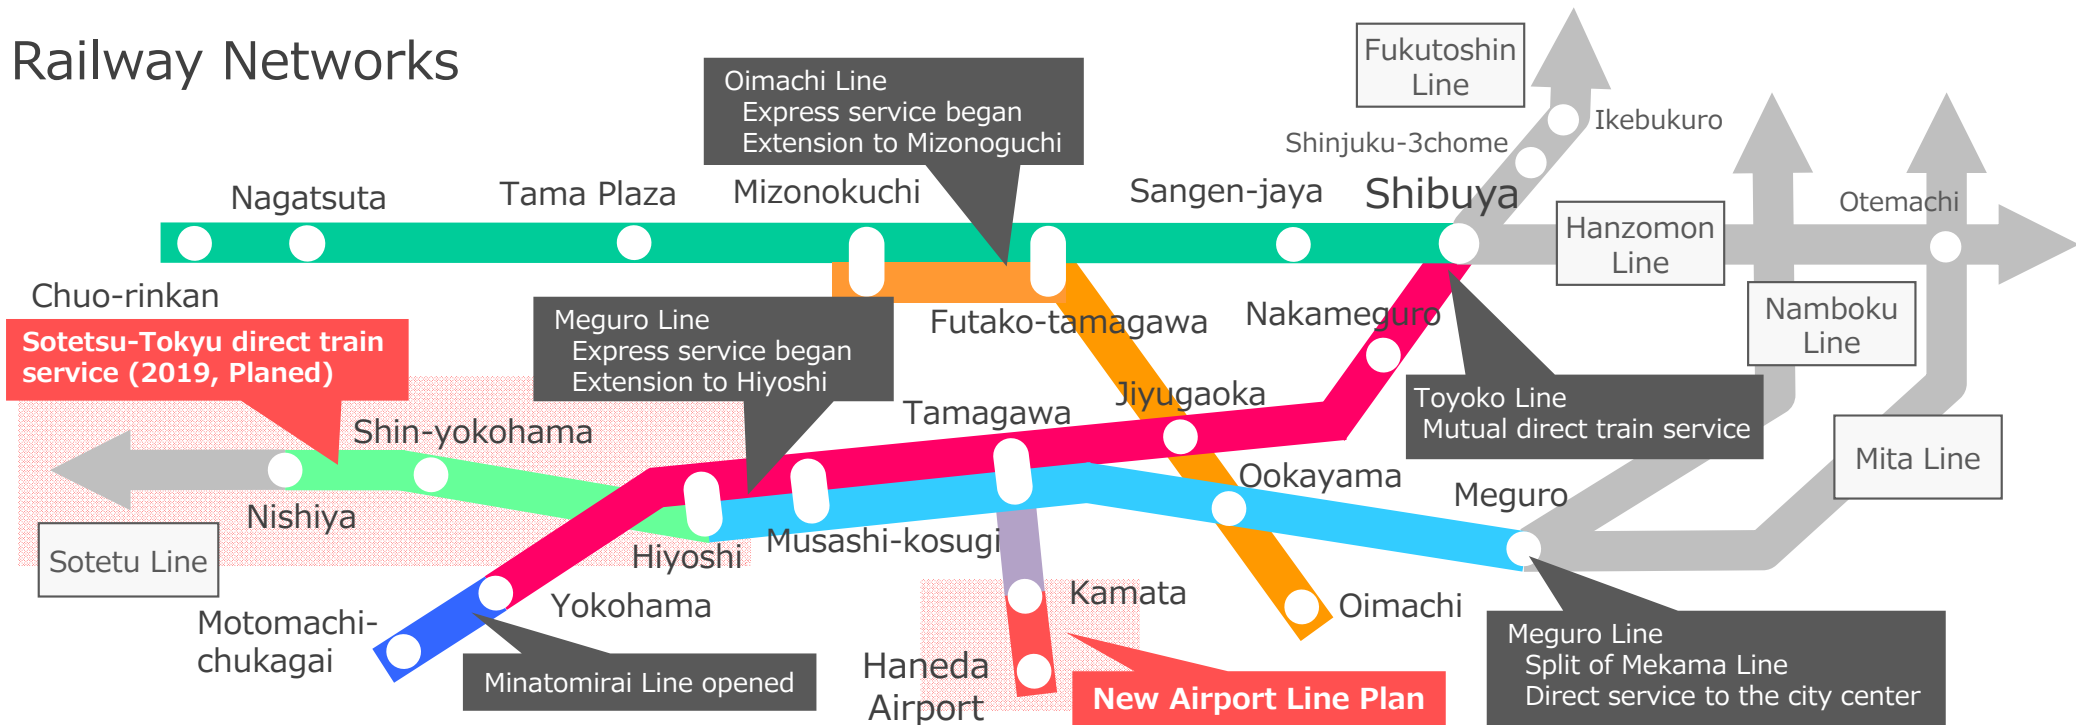 Railway Networks
Oimachi Line
Express service began
Extension to Mizonoguchi
Fukutoshin
Line
Ikebukuro
Shinjuku-3chome
Nagatsuta
Tama Plaza
Mizonokuchi
Sangen-jaya
Shibuya
Otemachi
Hanzomon
Line
Chuo-rinkan
Futako-tamagawa
Nakameguro
Namboku
Line
Sotetsu-Tokyu direct train
service (2019, Planed)
Meguro Line
Express service began
Extension to Hiyoshi
Jiyugaoka
Toyoko Line
Mutual direct train service
Tamagawa
Shin-yokohama
Mita Line
Ookayama
Meguro
Nishiya
Musashi-kosugi
Hiyoshi
Sotetu Line
Yokohama
Kamata
Oimachi
Motomachi-
chukagai
Minatomirai Line opened
Haneda
Airport
New Airport Line Plan
Meguro Line
Split of Mekama Line
Direct service to the city center